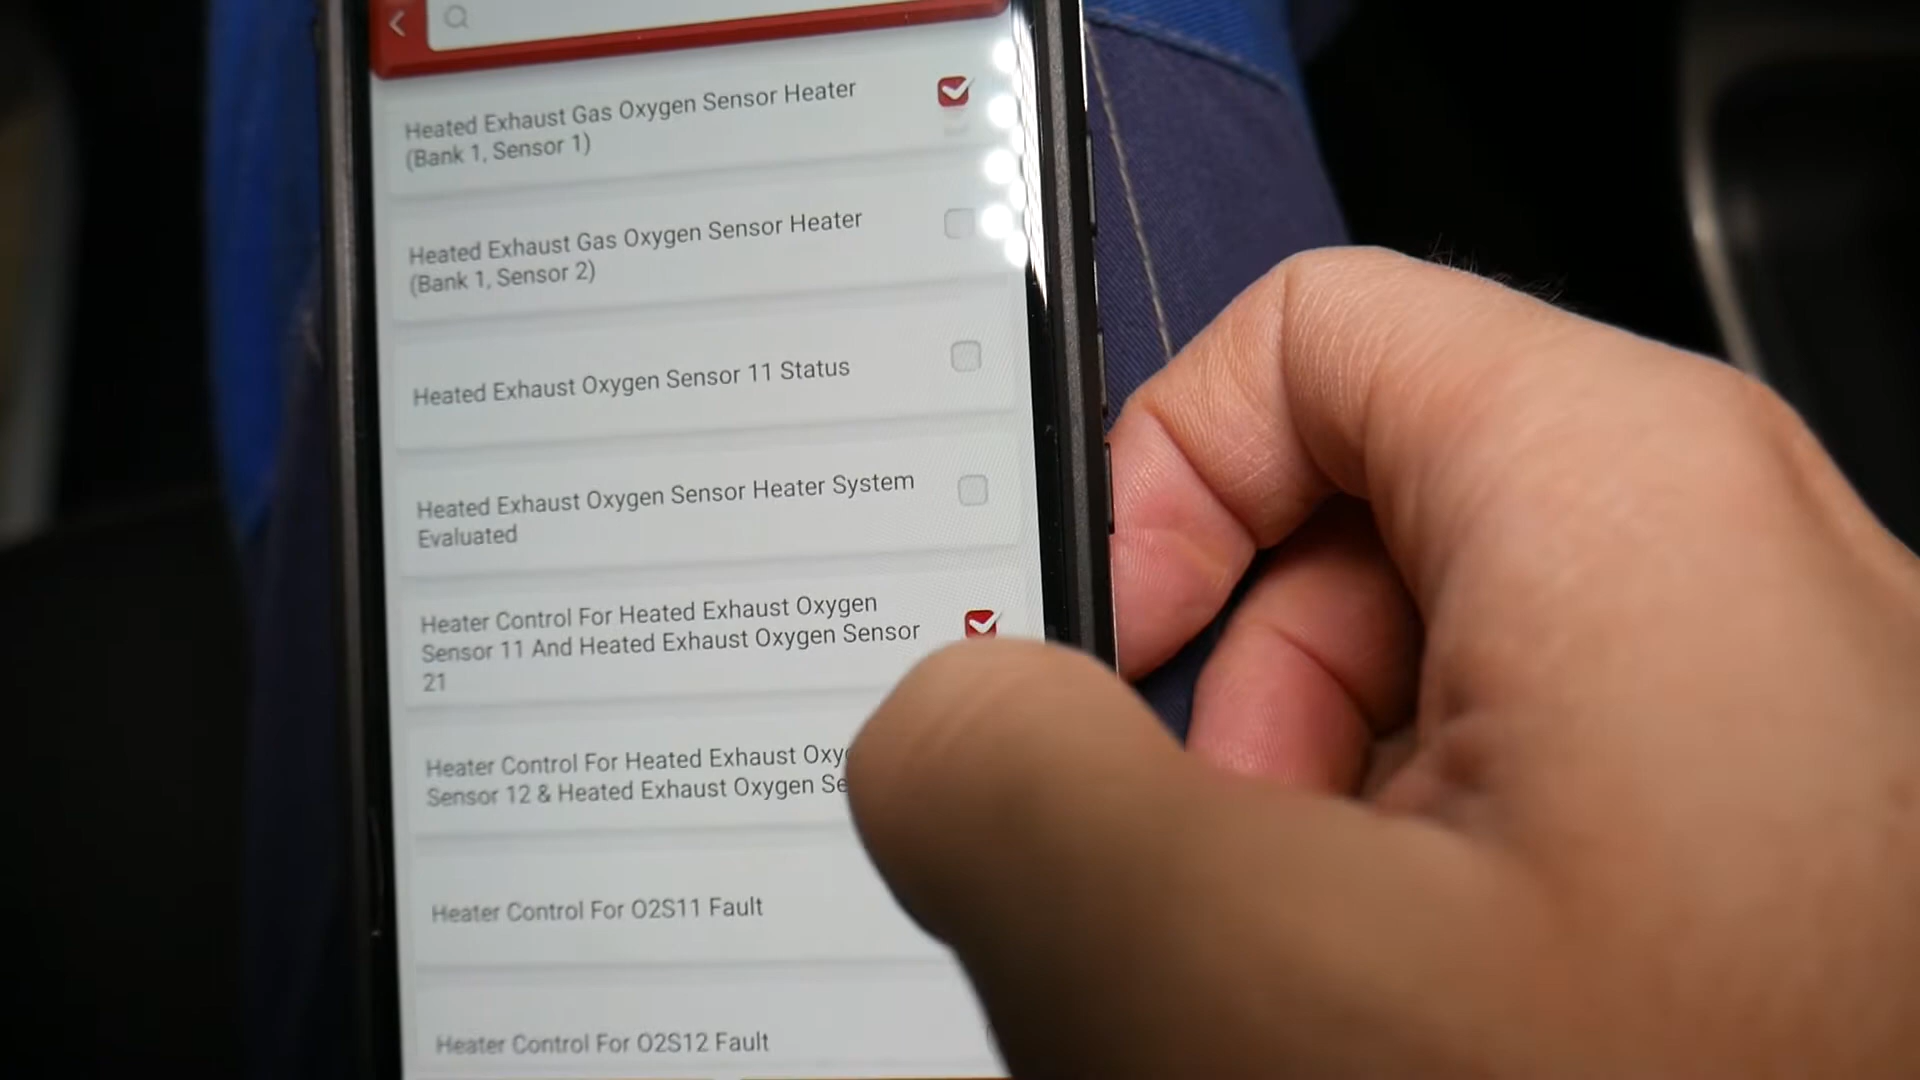 Heated Exhaust Gas Oxygen Sensor Heater
(Bank 1, Sensor 1)
Heated Exhaust Gas Oxygen Sensor Heater
(Bank 1, Sensor 2)
Heated Exhaust Oxygen Sensor 11 Status
Heated Exhaust Oxygen Sensor Heater System
Evaluated
Heater Control For Heated Exhaust Oxygen
Sensor 11 And Heated Exhaust Oxygen Sensor
21
Heater Control For Heated Exhaust
Sensor 12 & Heated Exhaust Oxygen
Heater Control For O2S11 Fault
Heater Control For O2S12 Fault